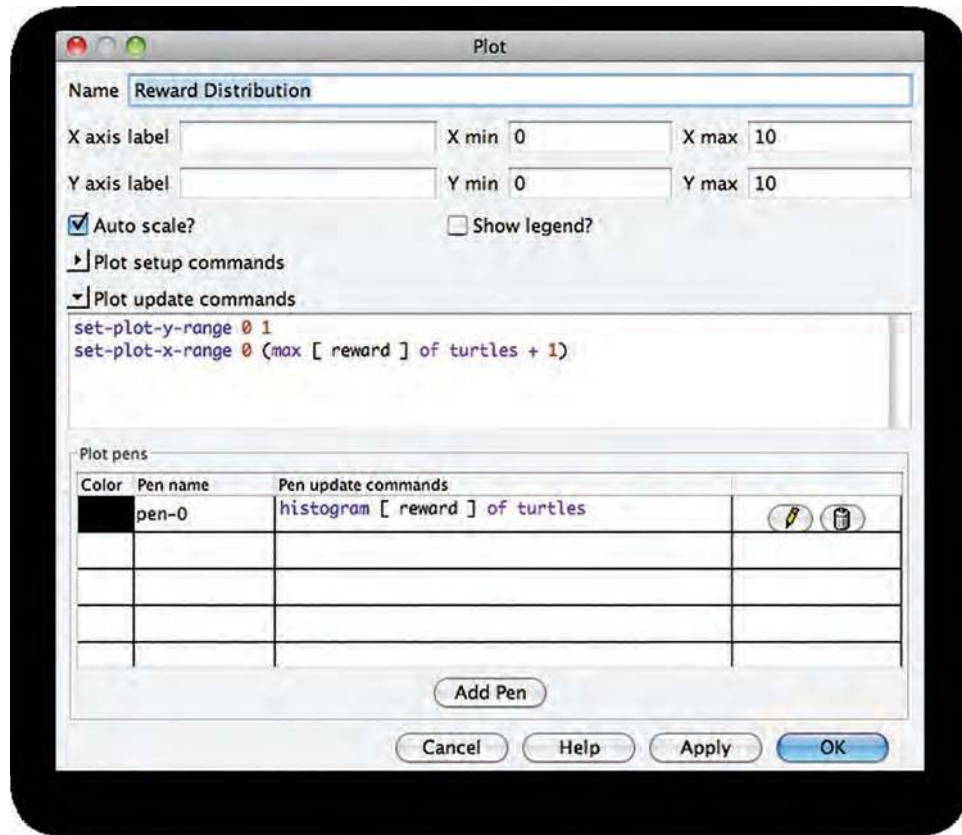 Plot
Name Reward Distribution
X axis label X min 0 X max 10
Y axis label Y min 0 Y max 10
Auto scale? Show legend?
Plot setup commands
Plot update commands
set-plot-y-range 0 1
set-plot-x-range 0 (max [ reward ] of turtles + 1)
Plot pens
Color Pen name Pen update commands
pen-0 histogram [ reward ] of turtles
Add Pen
Cancel Help Apply OK